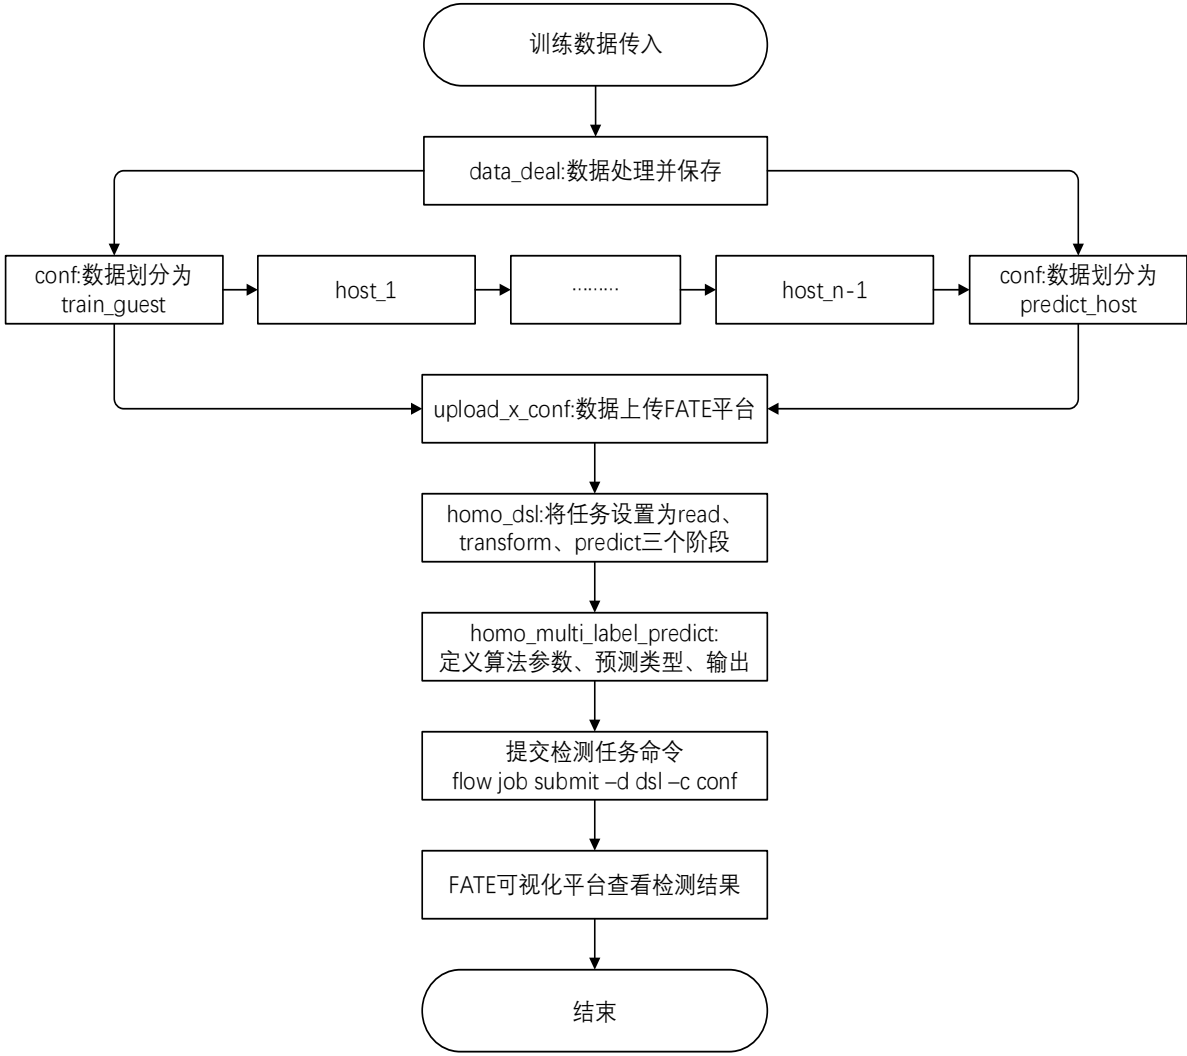 训练数据传入
data_deal:数据处理并保存
conf:数据划分为
train_guest
host_1
………
host_n-1
conf:数据划分为
predict_host
upload_x_conf:数据上传FATE平台
homo_dsl:将任务设置为read、
transform、predict三个阶段
homo_multi_label_predict:
定义算法参数、预测类型、输出
提交检测任务命令
flow job submit –d dsl –c conf
FATE可视化平台查看检测结果
结束